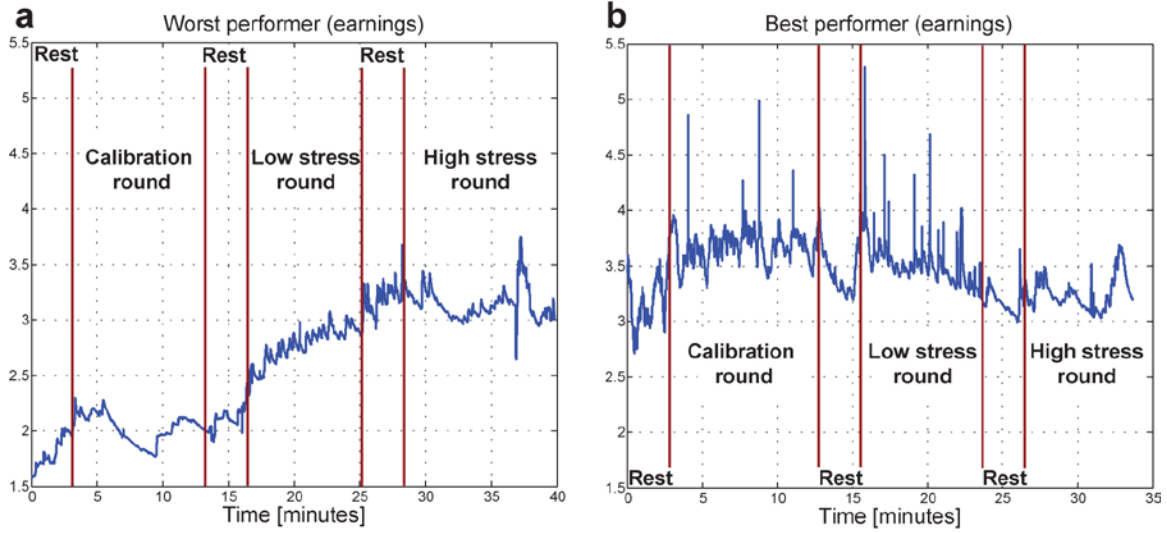 a
Worst performer (earnings)
5.5
5
4.5
4
3.5
3
2.5
2
1.5
Rest
Rest
Rest
Calibration
round
Low stress
round
High stress
round
0 5 10 15 20 25 30 35 40
Time [minutes]
b
Best performer (earnings)
5.5
5
4.5
4
3.5
3
2.5
2
1.5
Calibration
round
Low stress
round
High stress
round
Rest
Rest
Rest
0 5 10 15 20 25 30 35
Time [minutes]